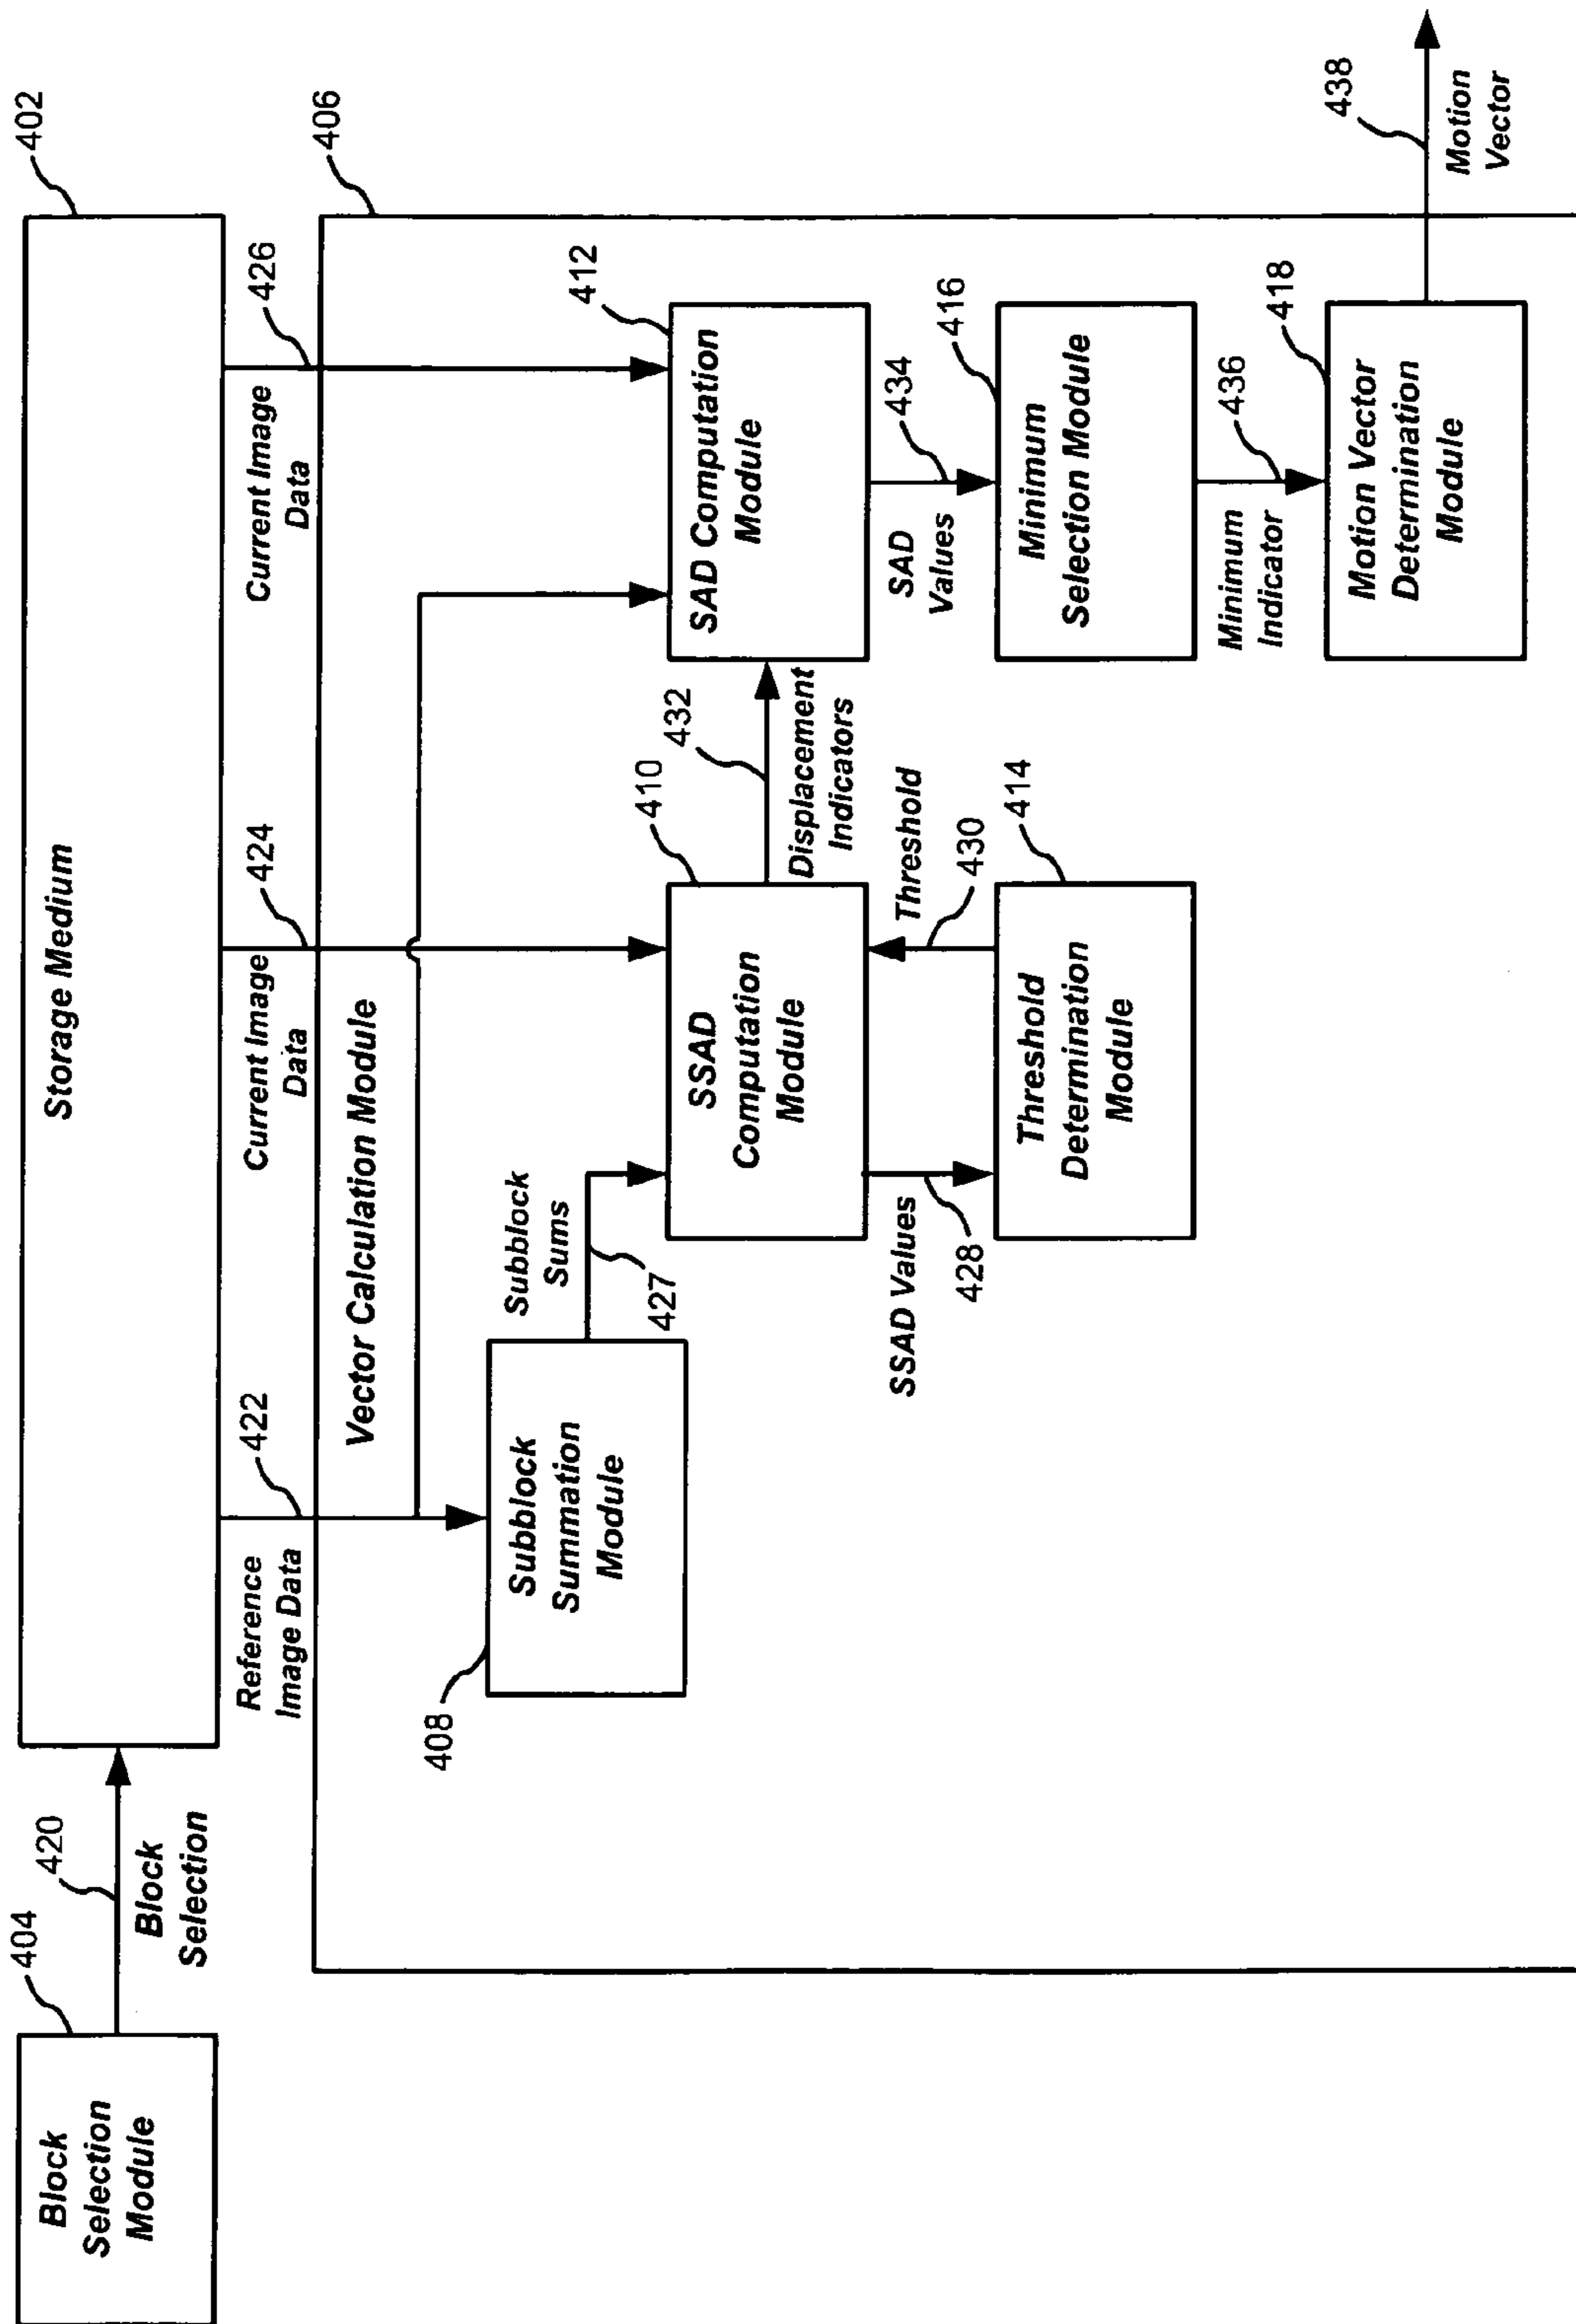 404
Block
Selection
Module
420
Block
Selection
Storage Medium
402
Reference
Image Data
422
Current Image
Data
424
Current Image
Data
426
406
Vector Calculation Module
408
Subblock
Summation
Module
Subblock
Sums
427
410
SSAD
Computation
Module
432
Displacement
Indicators
412
SAD Computation
Module
SSAD Values
428
Threshold
430
414
Threshold
Determination
Module
SAD
Values
434
416
Minimum
Selection Module
Minimum
Indicator
436
418
Motion Vector
Determination
Module
438
Motion
Vector